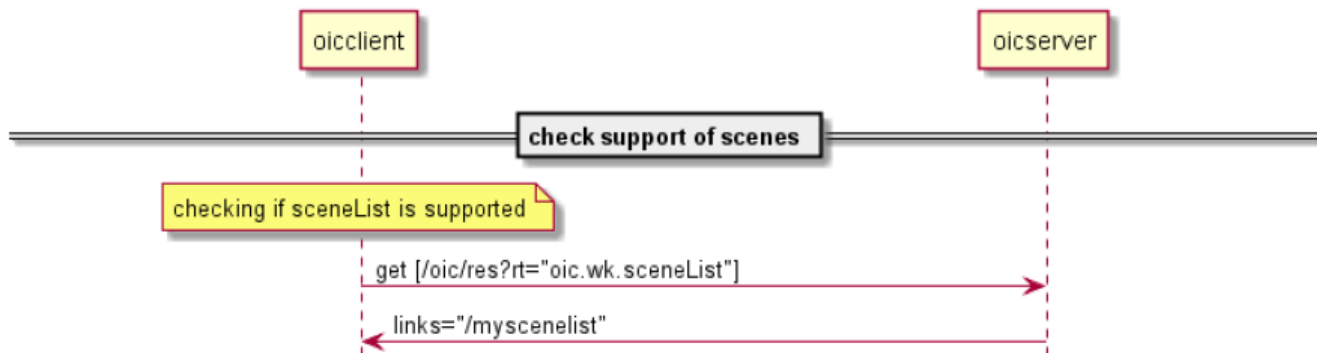 oicclient
oicserver
check support of scenes
checking if sceneList is supported
get [/oic/res?rt="oic.wk.sceneList"]
links="/myscenelist"